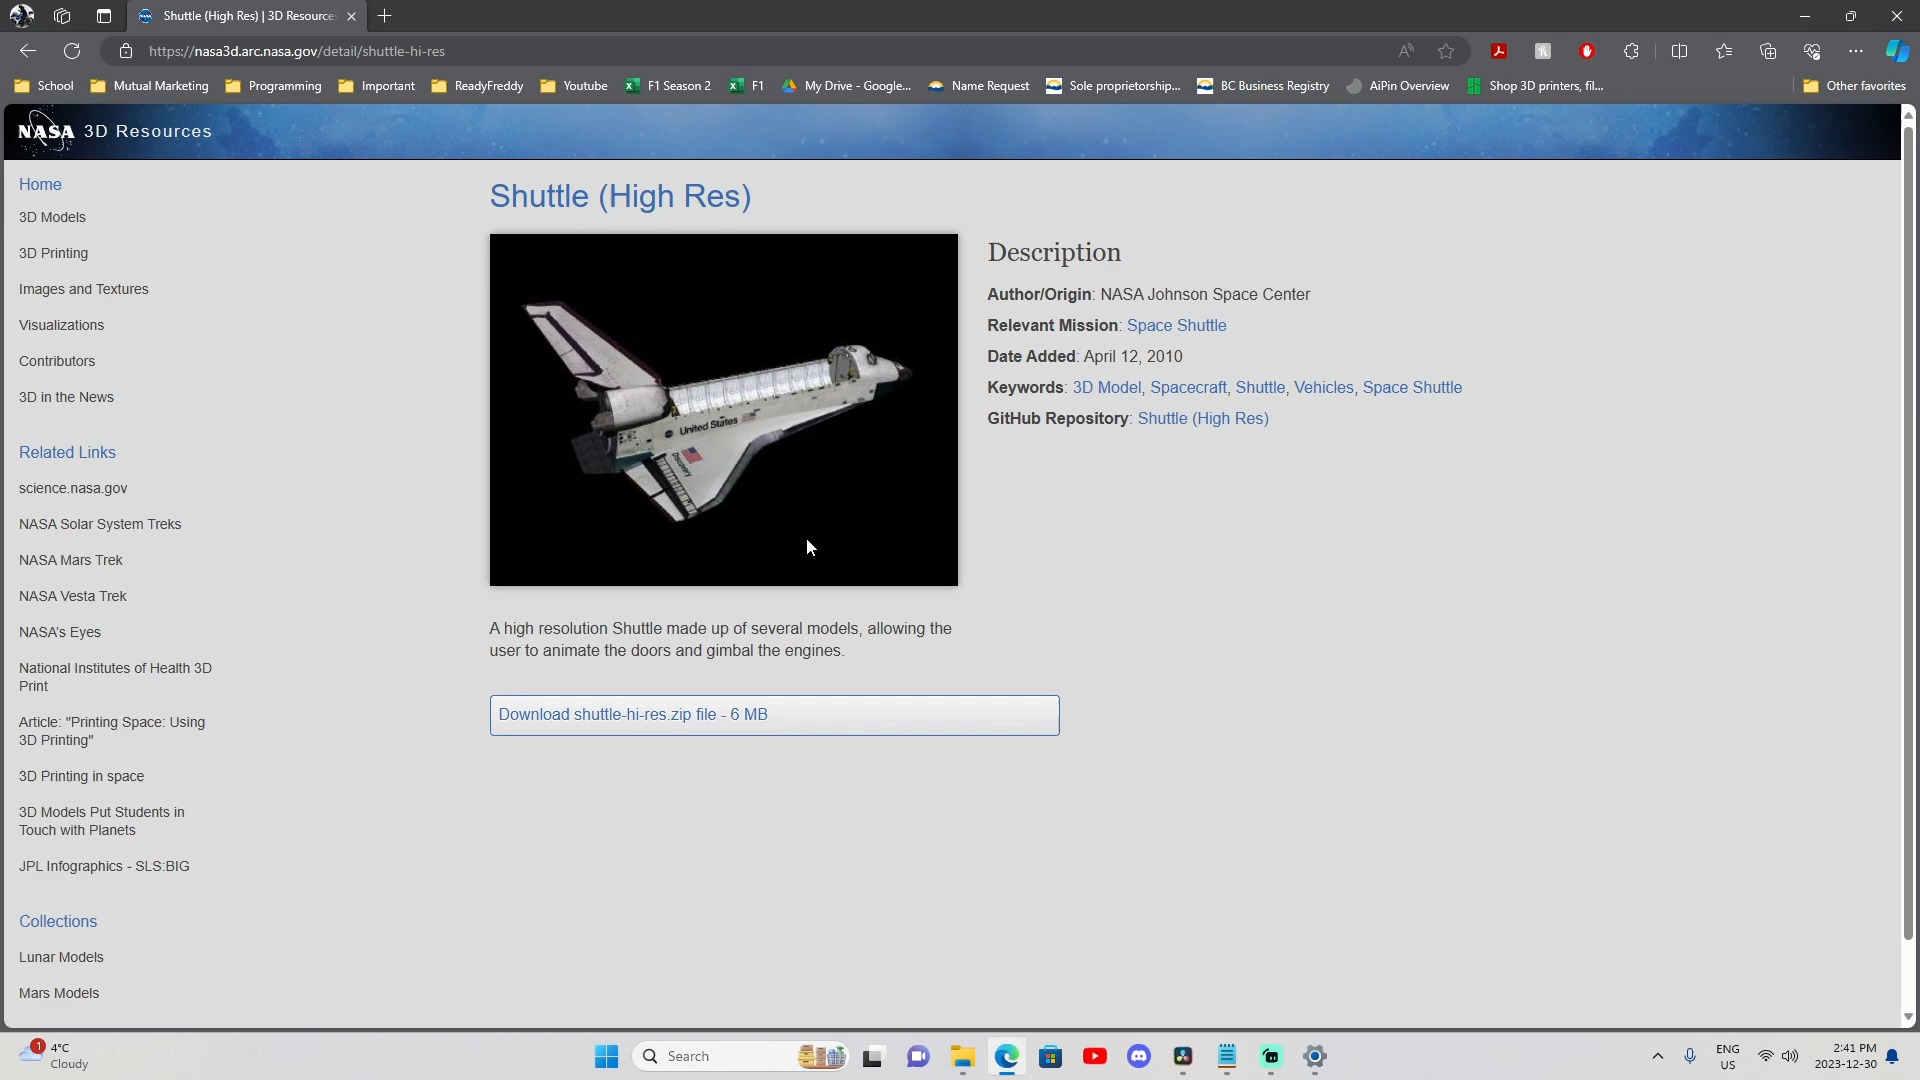 Shuttle (High Res) | 3D Resource
https://nasa3d.arc.nasa.gov/detail/shuttle-hi-res
School
Mutual Marketing
Programming
Important
ReadyFreddy
Youtube
F1 Season 2
F1
My Drive - Google...
Name Request
Sole proprietorship...
BC Business Registry
AiPin Overview
Shop 3D printers, fil...
Other favorites
NASA 3D Resources
Home
3D Models
3D Printing
Images and Textures
Visualizations
Contributors
3D in the News
Related Links
science.nasa.gov
NASA Solar System Treks
NASA Mars Trek
NASA Vesta Trek
NASA's Eyes
National Institutes of Health 3D
Print
Article: "Printing Space: Using
3D Printing"
3D Printing in space
3D Models Put Students in
Touch with Planets
JPL Infographics - SLS:BIG
Collections
Lunar Models
Mars Models
Shuttle (High Res)
United States
Discovery
A high resolution Shuttle made up of several models, allowing the
user to animate the doors and gimbal the engines.
Download shuttle-hi-res.zip file - 6 MB
Description
Author/Origin: NASA Johnson Space Center
Relevant Mission: Space Shuttle
Date Added: April 12, 2010
Keywords: 3D Model, Spacecraft, Shuttle, Vehicles, Space Shuttle
GitHub Repository: Shuttle (High Res)
1
4°C
Cloudy
Search
ENG
US
2:41 PM
2023-12-30